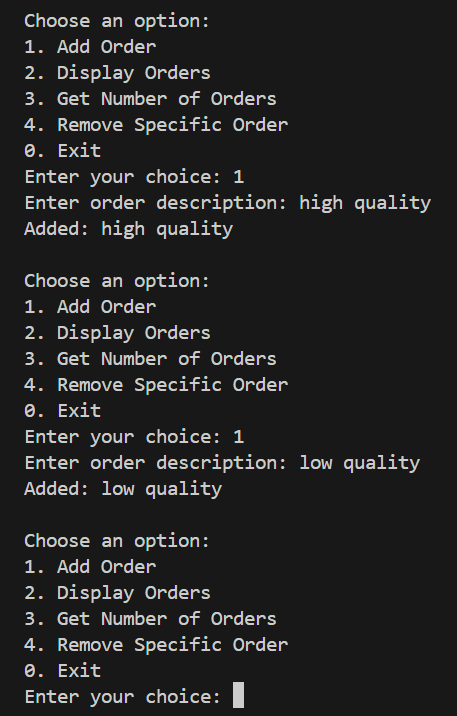 Choose an option:
1. Add Order
2. Display Orders
3. Get Number of Orders
4. Remove Specific Order
0. Exit
Enter your choice: 1
Enter order description: high quality
Added: high quality
Choose an option:
1. Add Order
2. Display Orders
3. Get Number of Orders
4. Remove Specific Order
0. Exit
Enter your choice: 1
Enter order description: low quality
Added: low quality
Choose an option:
1. Add Order
2. Display Orders
3. Get Number of Orders
4. Remove Specific Order
0. Exit
Enter your choice: